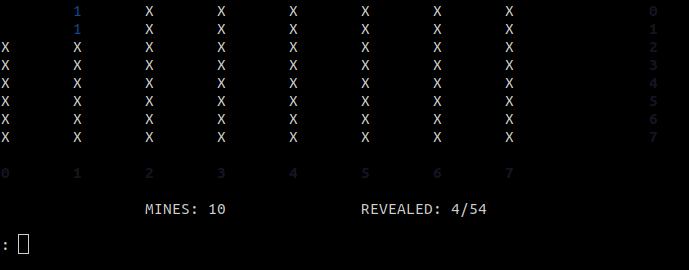 1 X X X X X X 0
1 X X X X X X 1
X X X X X X X X 2
X X X X X X X X 3
X X X X X X X X 4
X X X X X X X X 5
X X X X X X X X 6
X X X X X X X X 7
0 1 2 3 4 5 6 7
MINES: 10 REVEALED: 4/54
: